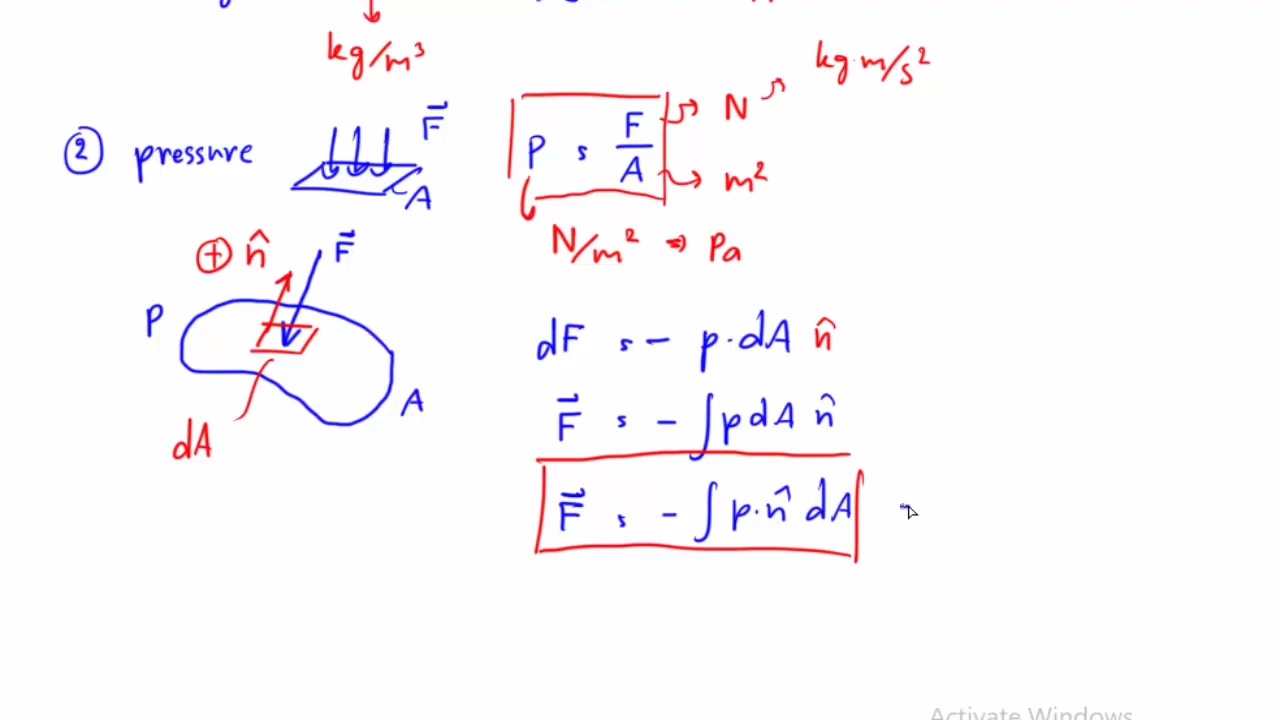 kg/m³
kg·m/s²
② pressure
F⃗
A
P = F/A
N
m²
N/m² ⇒ Pa
⊕ n̂
F⃗
P
A
dA
dF = - p·dA n̂
F⃗ = - ∫ p dA n̂
F⃗ = - ∫ p·n̂ dA
Activate Windows